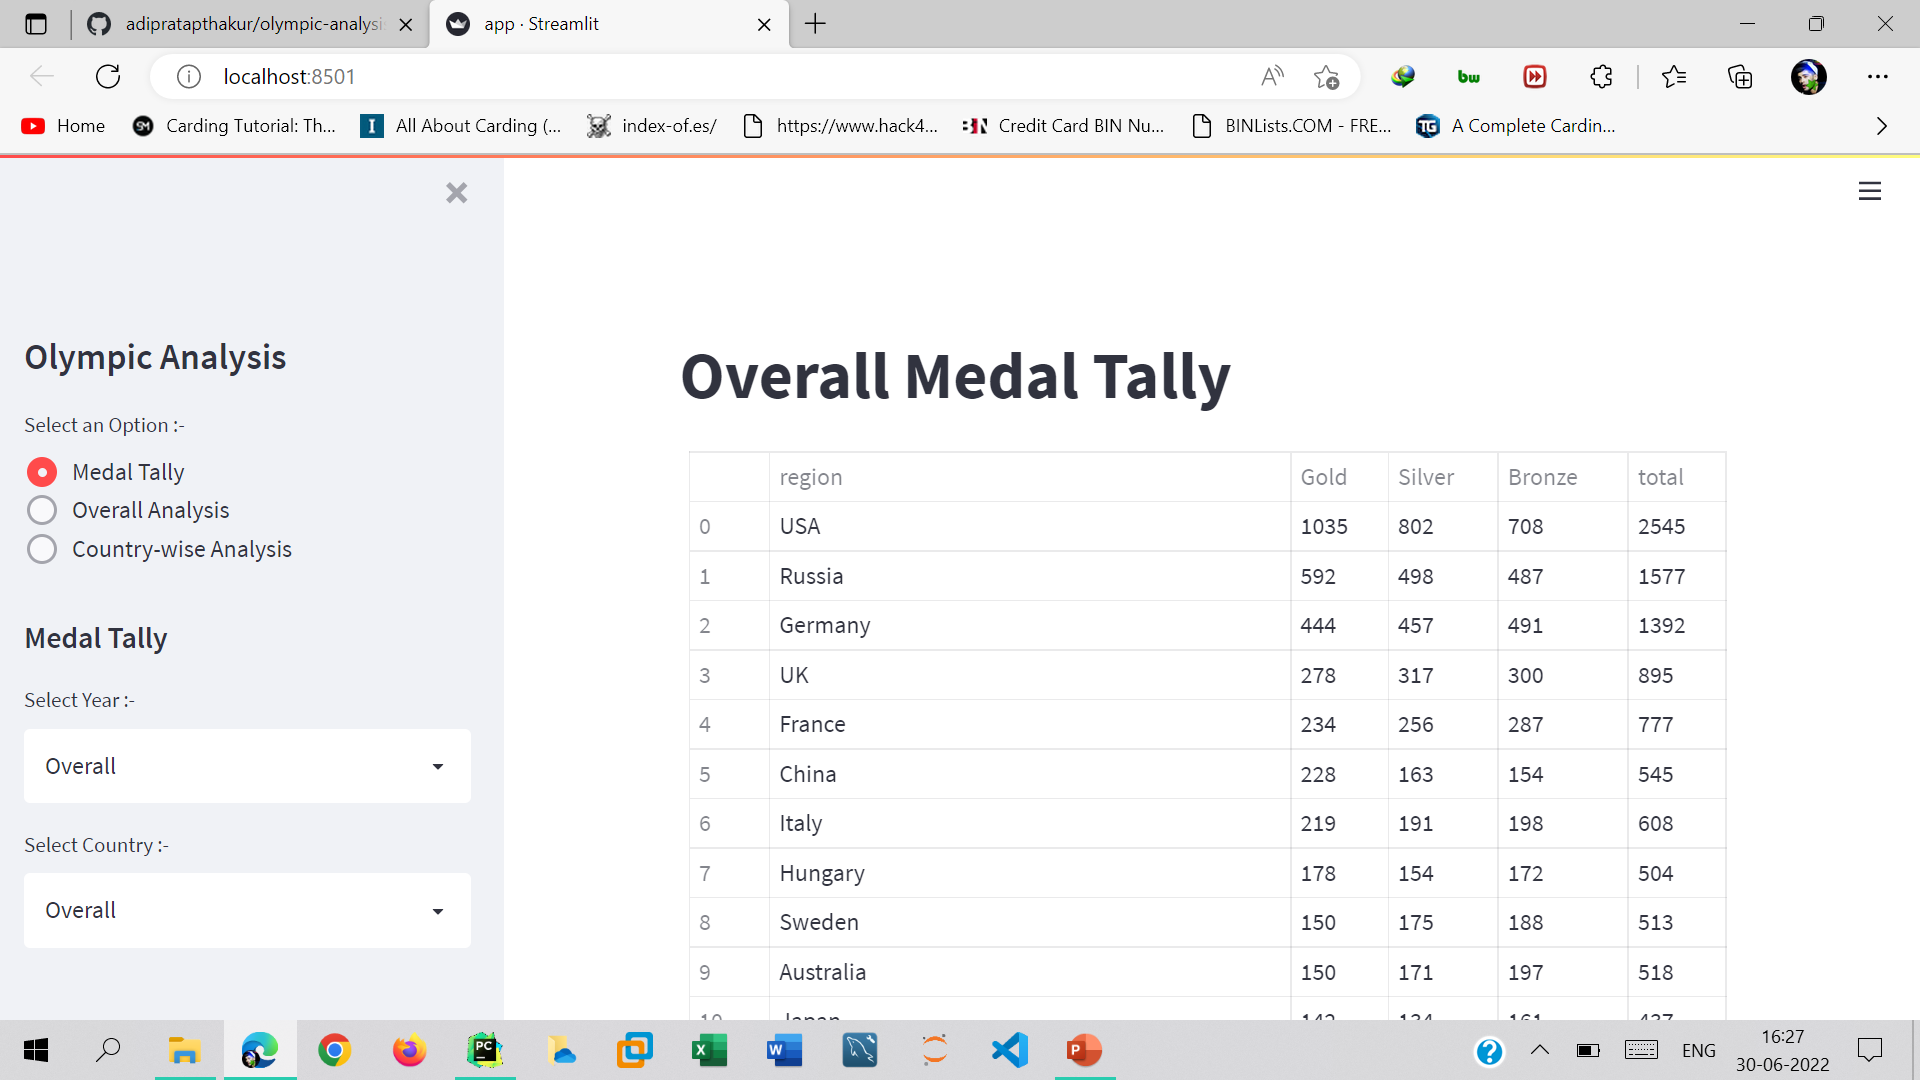 adipratapthakur/olympic-analysi
app · Streamlit
localhost:8501
Home
Carding Tutorial: Th...
All About Carding (...
index-of.es/
https://www.hack4...
Credit Card BIN Nu...
BINLists.COM - FRE...
A Complete Cardin...
Olympic Analysis
Select an Option :-
Medal Tally
Overall Analysis
Country-wise Analysis
Medal Tally
Select Year :-
Overall
Select Country :-
Overall
Overall Medal Tally
region Gold Silver Bronze total
0 USA 1035 802 708 2545
1 Russia 592 498 487 1577
2 Germany 444 457 491 1392
3 UK 278 317 300 895
4 France 234 256 287 777
5 China 228 163 154 545
6 Italy 219 191 198 608
7 Hungary 178 154 172 504
8 Sweden 150 175 188 513
9 Australia 150 171 197 518
10 Japan 142 134 161 437
ENG
16:27
30-06-2022